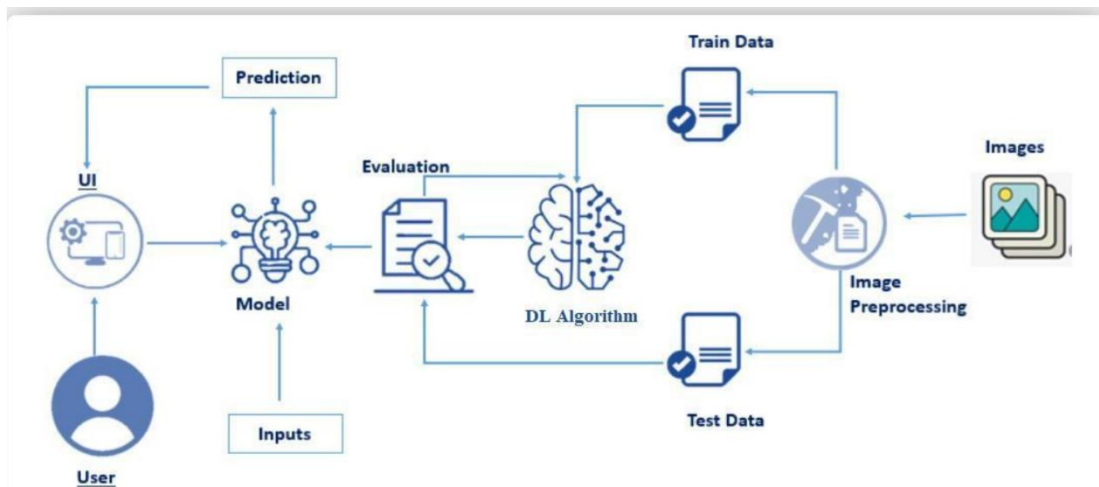 Train Data
Prediction
Images
Evaluation
UI
Image
Preprocessing
Model
DL Algorithm
Test Data
Inputs
User